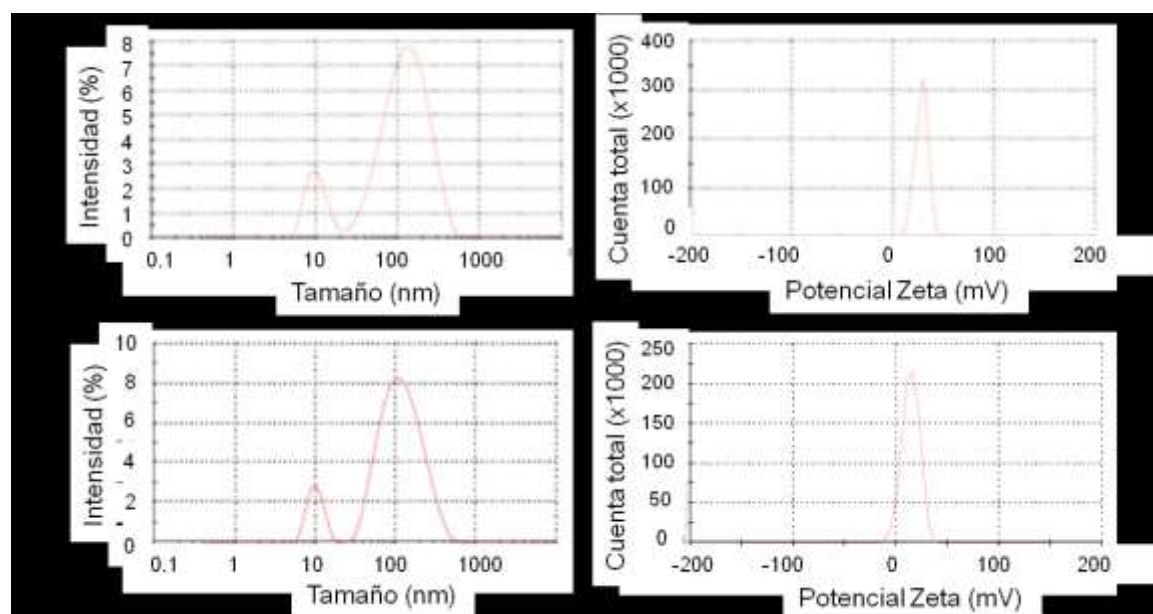 Intensidad (%)
8
7
6
5
4
3
2
1
0
0.1 1 10 100 1000
Tamaño (nm)
Cuenta total (x1000)
400
300
200
100
0
-200 -100 0 100 200
Potencial Zeta (mV)
Intensidad (%)
10
8
6
4
2
0
0.1 1 10 100 1000
Tamaño (nm)
Cuenta total (x1000)
250
200
150
100
50
0
-200 -100 0 100 200
Potencial Zeta (mV)